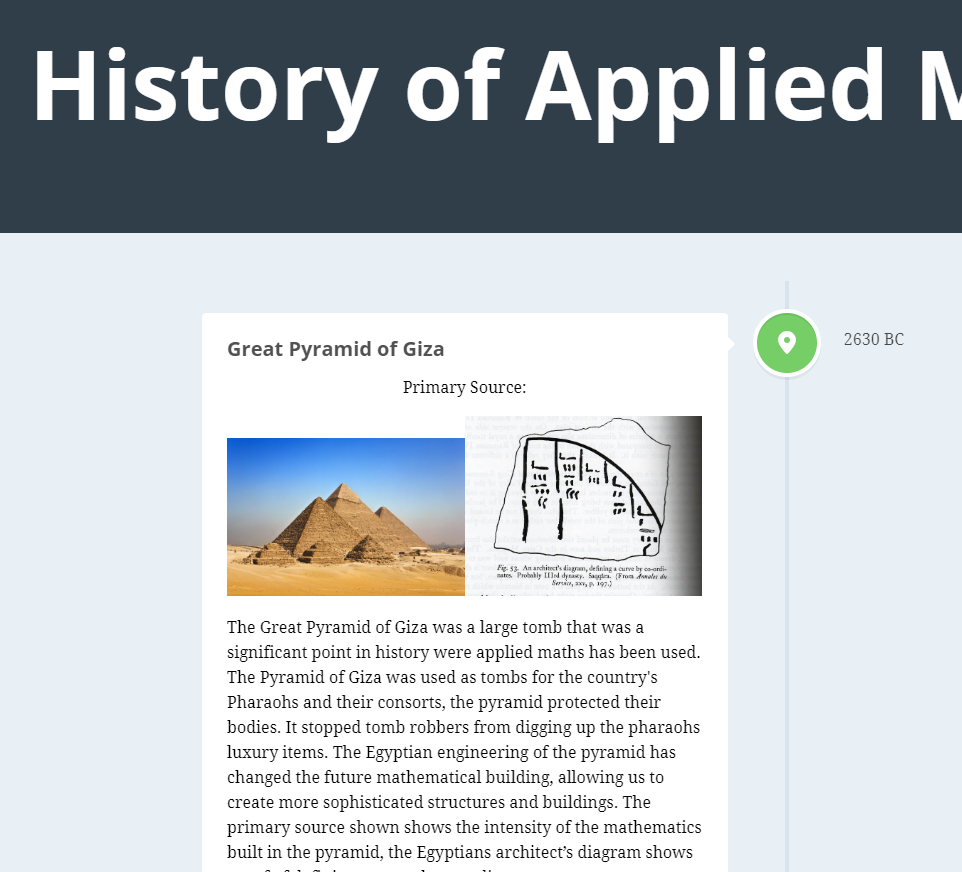 History of Applied
2630 BC
Great Pyramid of Giza
Primary Source:
Fig. 53. An architect's diagram, defining a curve by co-ordi-
nates. Probably IIIrd dynasty. Saqqâra. (From Annales du
Service, xxv, p. 197.)
The Great Pyramid of Giza was a large tomb that was a
significant point in history were applied maths has been used.
The Pyramid of Giza was used as tombs for the country's
Pharaohs and their consorts, the pyramid protected their
bodies. It stopped tomb robbers from digging up the pharaohs
luxury items. The Egyptian engineering of the pyramid has
changed the future mathematical building, allowing us to
create more sophisticated structures and buildings. The
primary source shown shows the intensity of the mathematics
built in the pyramid, the Egyptians architect’s diagram shows